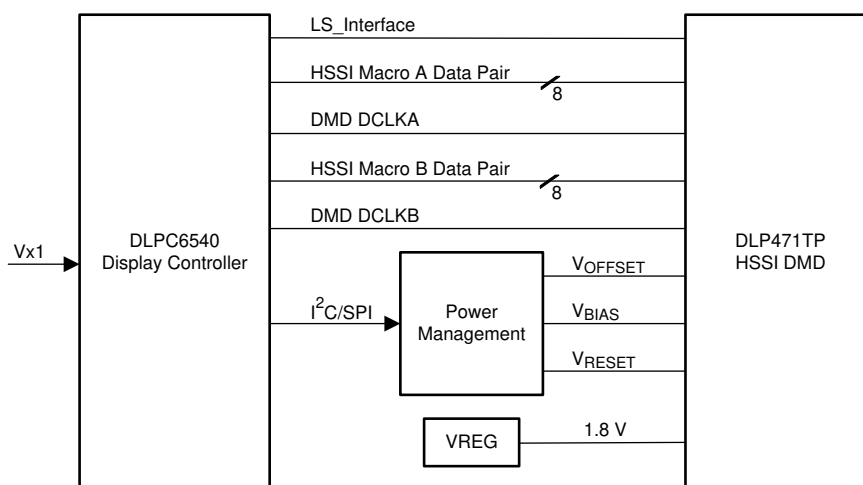 LS_Interface
HSSI Macro A Data Pair
8
DMD DCLKA
HSSI Macro B Data Pair
8
DMD DCLKB
Vx1
DLPC6540
Display Controller
DLP471TP
HSSI DMD
VOFFSET
I²C/SPI
Power
Management
VBIAS
VRESET
VREG
1.8 V